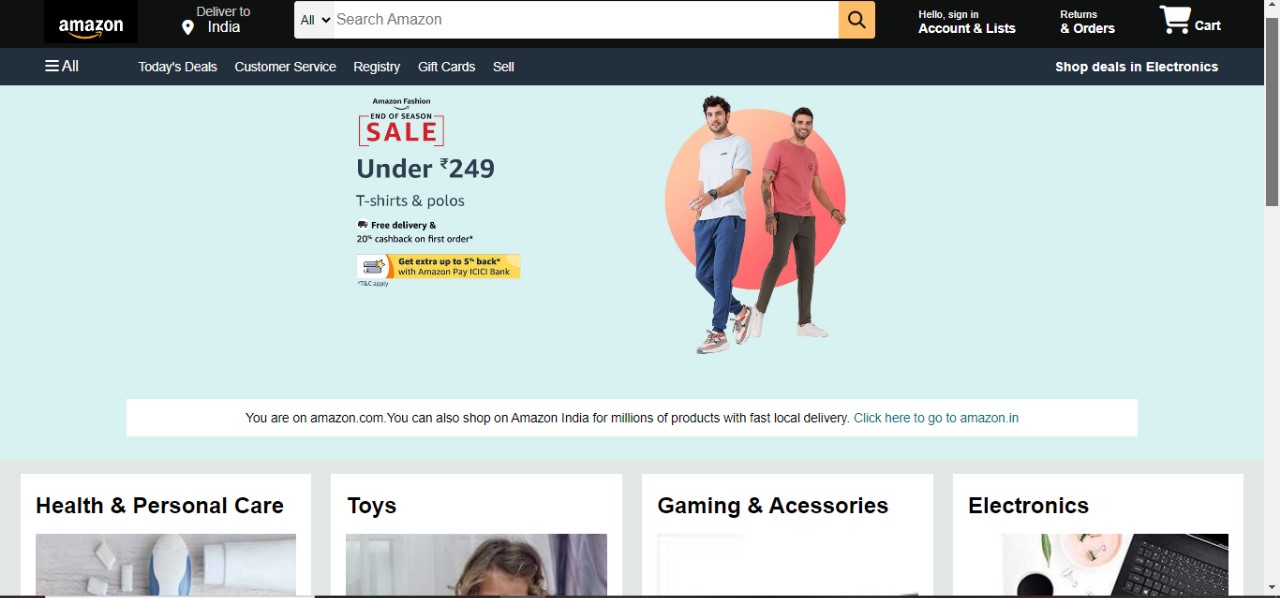 amazon
Deliver to
India
All
Search Amazon
Hello, sign in
Account & Lists
Returns
& Orders
Cart
All
Today's Deals
Customer Service
Registry
Gift Cards
Sell
Shop deals in Electronics
Amazon Fashion
END OF SEASON
SALE
Under ₹249
T-shirts & polos
Free delivery &
20% cashback on first order*
Get extra up to 5% back*
with Amazon Pay ICICI Bank
*T&C apply
You are on amazon.com.You can also shop on Amazon India for millions of products with fast local delivery. Click here to go to amazon.in
Health & Personal Care
Toys
Gaming & Acessories
Electronics